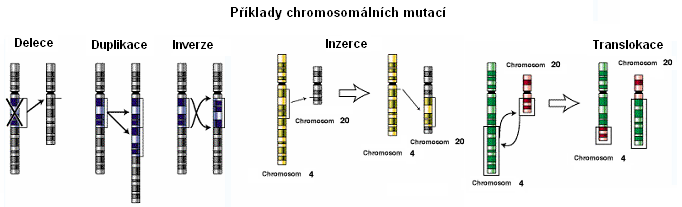 Příklady chromosomálních mutací
Delece
Duplikace
Inverze
Inzerce
Translokace
Chromosom 20
Chromosom 4
Chromosom 20
Chromosom 4
Chromosom 20
Chromosom 4
Chromosom 20
Chromosom 4